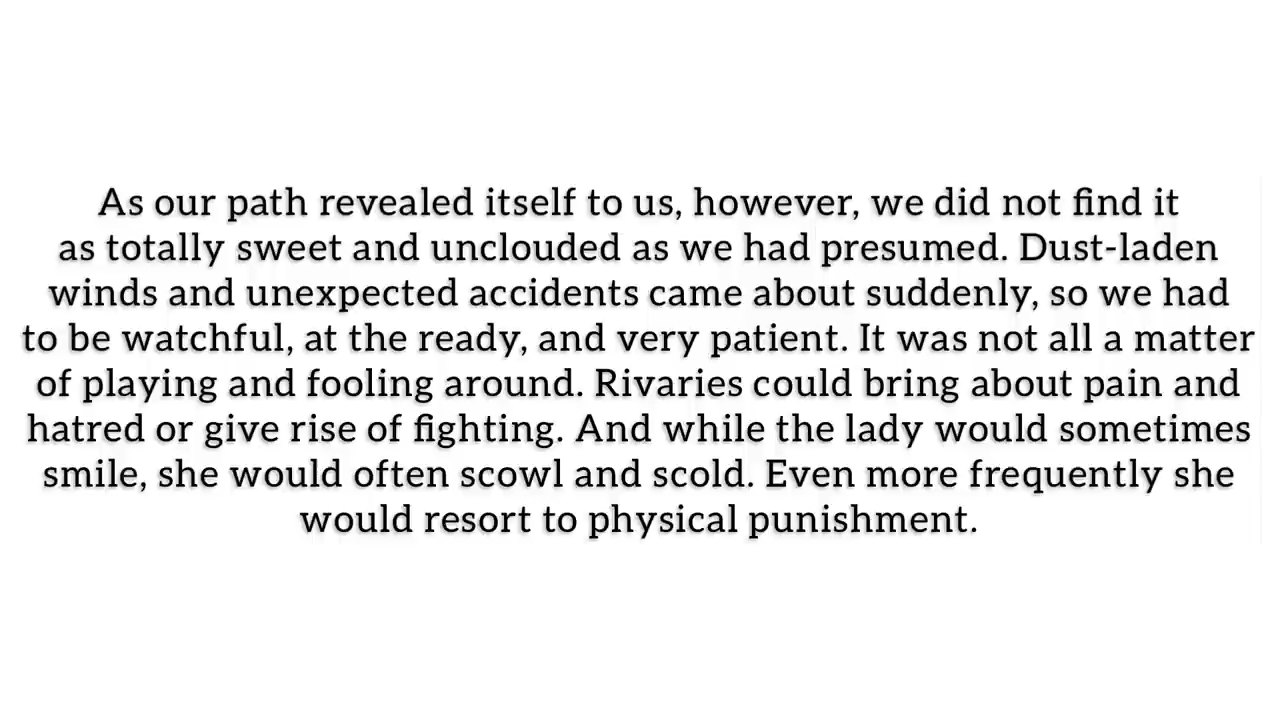 As our path revealed itself to us, however, we did not find it
as totally sweet and unclouded as we had presumed. Dust-laden
winds and unexpected accidents came about suddenly, so we had
to be watchful, at the ready, and very patient. It was not all a matter
of playing and fooling around. Rivaries could bring about pain and
hatred or give rise of fighting. And while the lady would sometimes
smile, she would often scowl and scold. Even more frequently she
would resort to physical punishment.